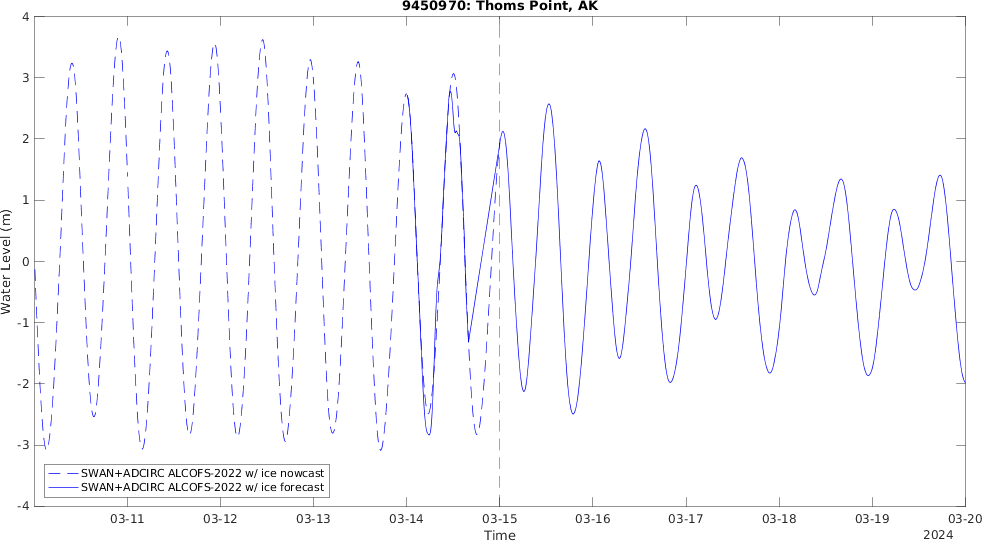 9450970: Thoms Point, AK
4
3
2
1
0
-1
-2
-3
-4
Water Level (m)
SWAN+ADCIRC ALCOFS-2022 w/ ice nowcast
SWAN+ADCIRC ALCOFS-2022 w/ ice forecast
03-11 03-12 03-13 03-14 03-15 03-16 03-17 03-18 03-19 03-20
Time
2024